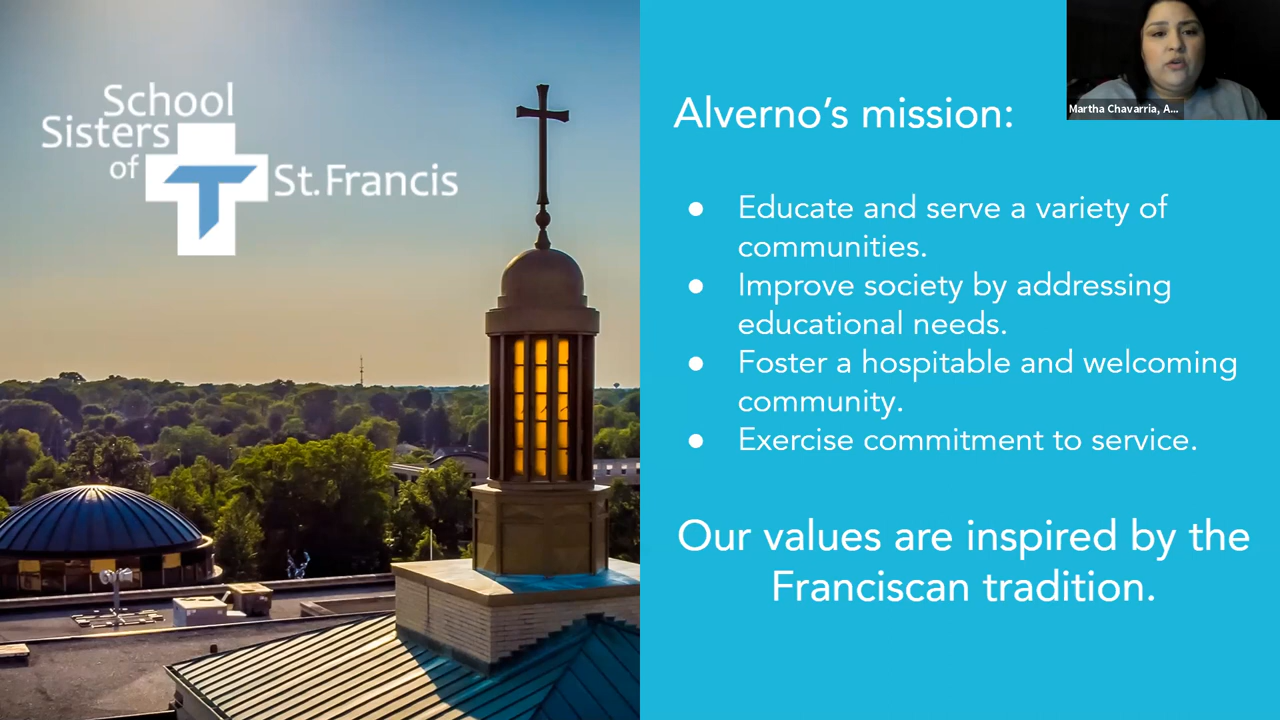 School
Sisters
of
St. Francis
Alverno’s mission:
● Educate and serve a variety of
communities.
● Improve society by addressing
educational needs.
● Foster a hospitable and welcoming
community.
● Exercise commitment to service.
Our values are inspired by the
Franciscan tradition.
Martha Chavarria, A...